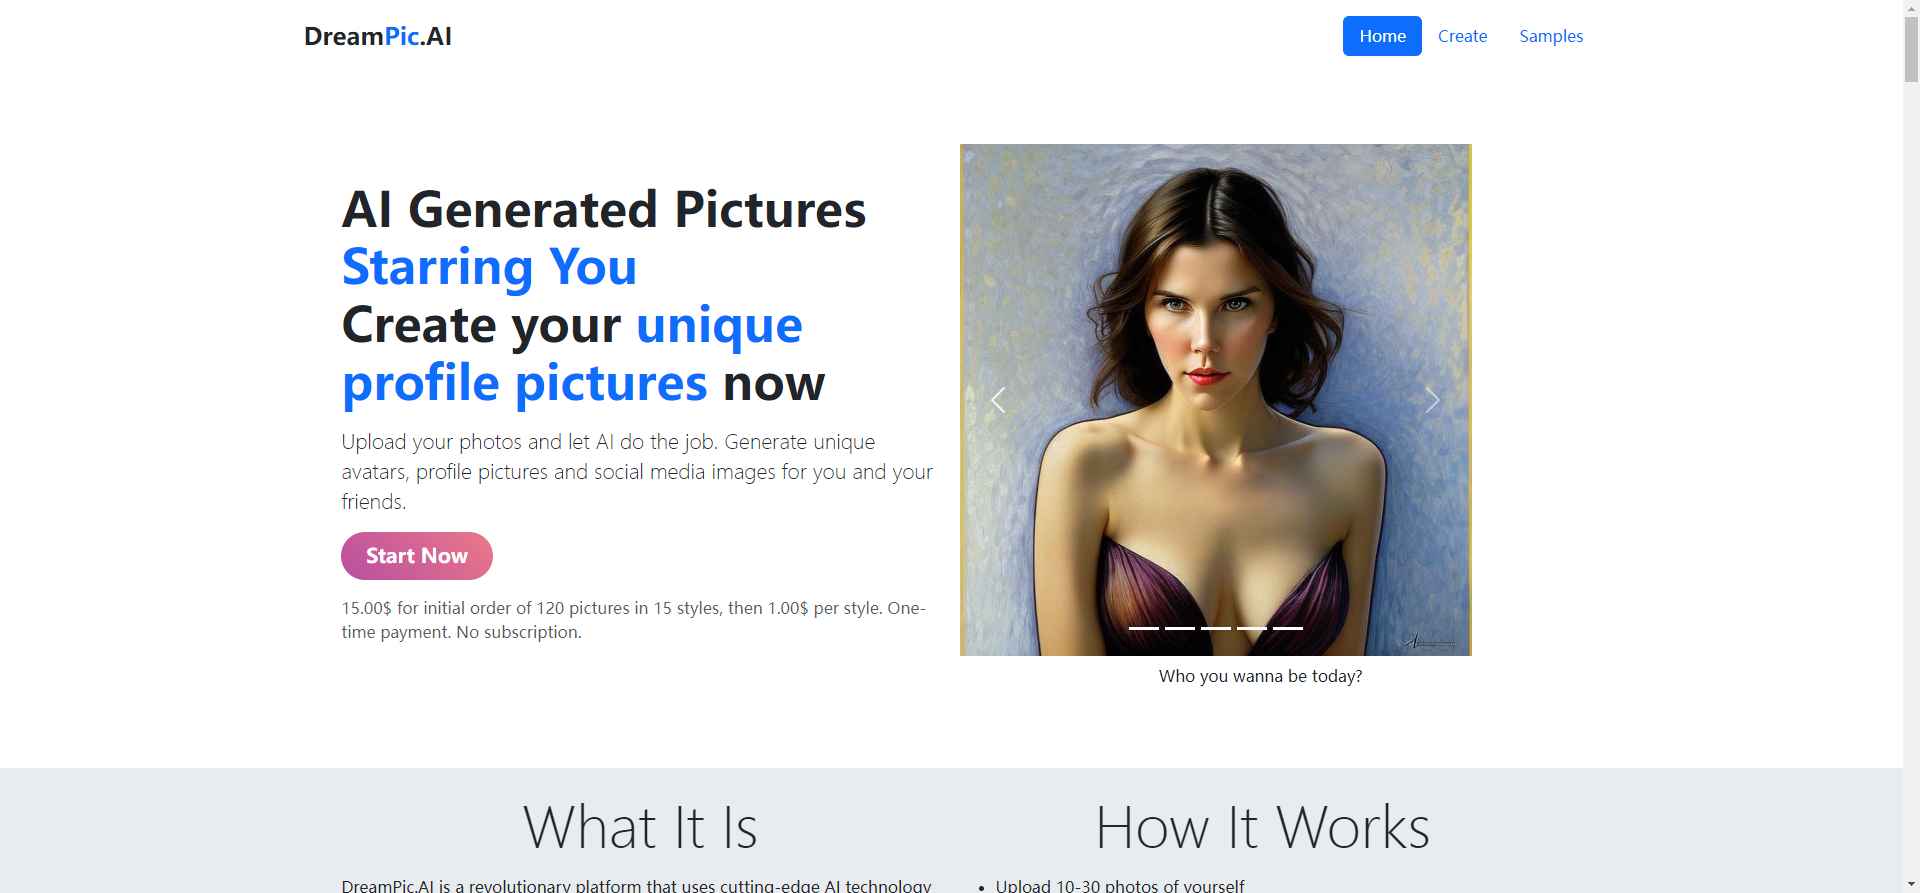 DreamPic.AI
Home
Create
Samples
AI Generated Pictures
Starring You
Create your unique
profile pictures now
Upload your photos and let AI do the job. Generate unique
avatars, profile pictures and social media images for you and your
friends.
Start Now
15.00$ for initial order of 120 pictures in 15 styles, then 1.00$ per style. One-
time payment. No subscription.
Who you wanna be today?
What It Is
DreamPic.AI is a revolutionary platform that uses cutting-edge AI technology
How It Works
• Upload 10-30 photos of yourself